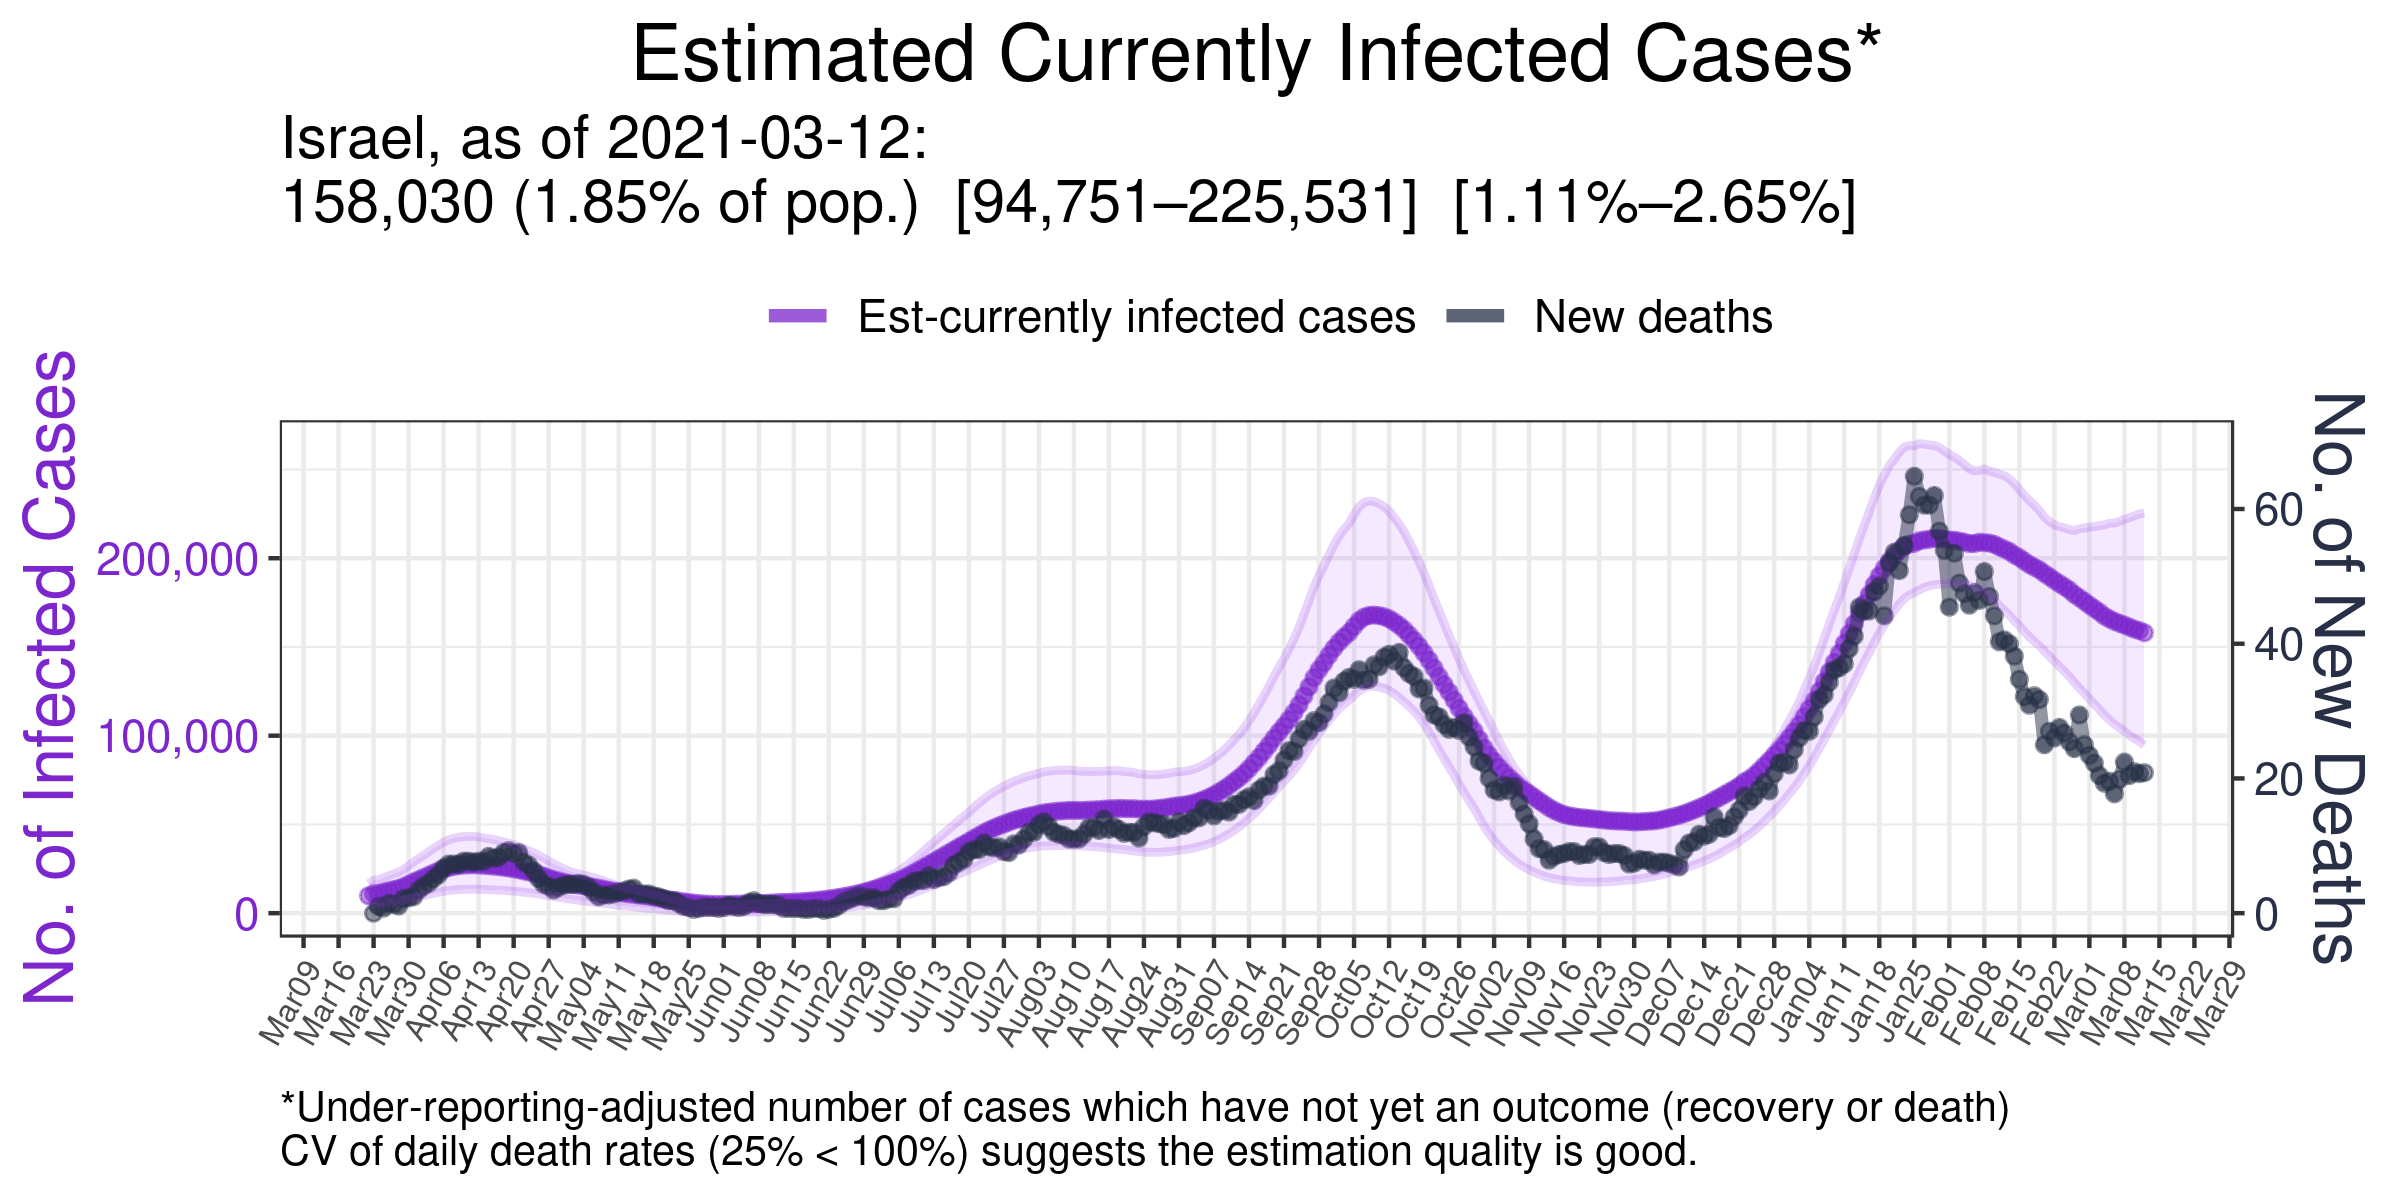 Estimated Currently Infected Cases*
Israel, as of 2021-03-12:
158,030 (1.85% of pop.)  [94,751–225,531]  [1.11%–2.65%]
Est-currently infected cases
New deaths
No. of Infected Cases
200,000
100,000
0
60
40
20
0
No. of New Deaths
Mar09
Mar16
Mar23
Mar30
Apr06
Apr13
Apr20
Apr27
May04
May11
May18
May25
Jun01
Jun08
Jun15
Jun22
Jun29
Jul06
Jul13
Jul20
Jul27
Aug03
Aug10
Aug17
Aug24
Aug31
Sep07
Sep14
Sep21
Sep28
Oct05
Oct12
Oct19
Oct26
Nov02
Nov09
Nov16
Nov23
Nov30
Dec07
Dec14
Dec21
Dec28
Jan04
Jan11
Jan18
Jan25
Feb01
Feb08
Feb15
Feb22
Mar01
Mar08
Mar15
Mar22
Mar29
*Under-reporting-adjusted number of cases which have not yet an outcome (recovery or death)
CV of daily death rates (25% < 100%) suggests the estimation quality is good.